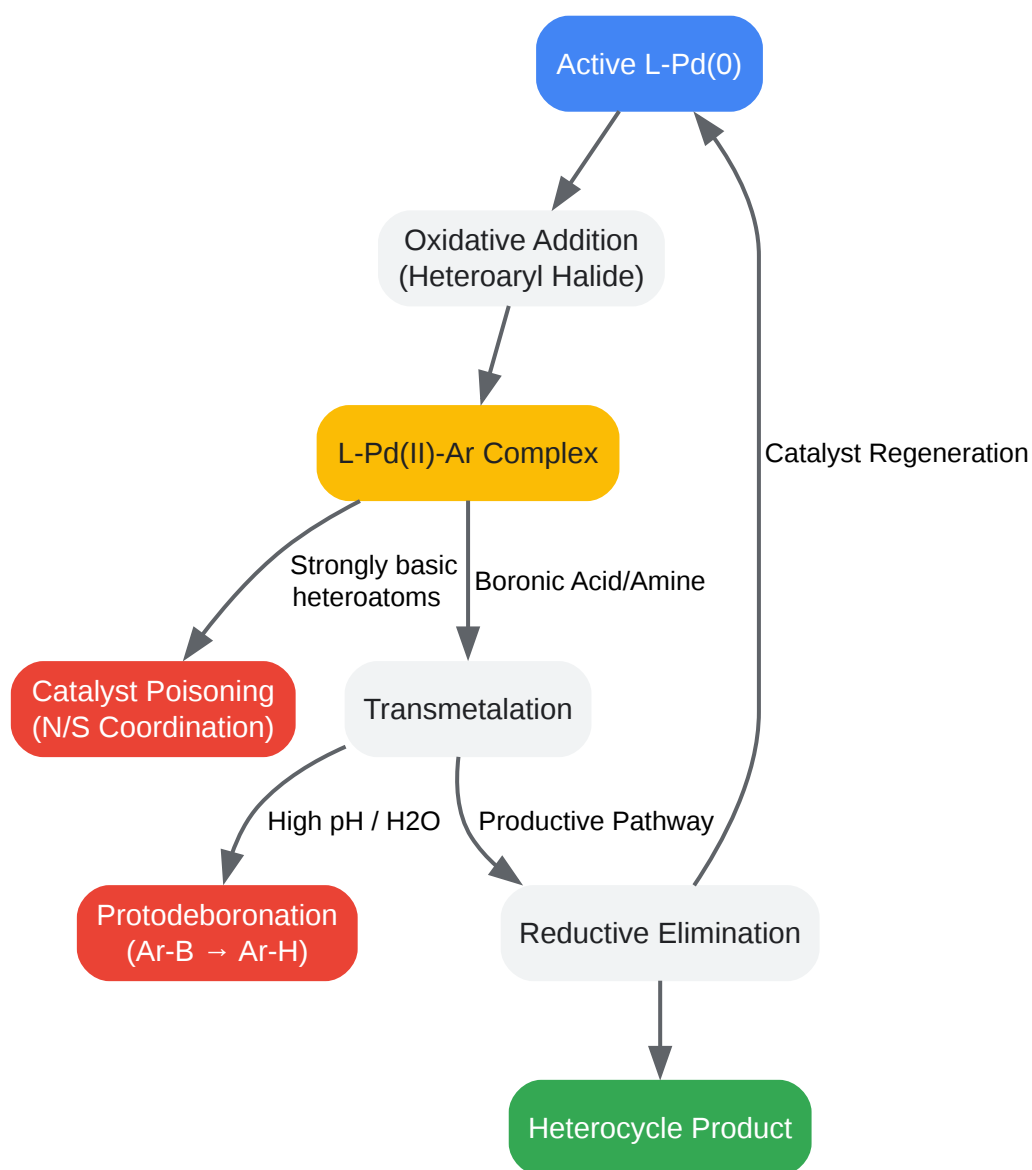 Active L-Pd(0)
Oxidative Addition
(Heteroaryl Halide)
L-Pd(II)-Ar Complex
Catalyst Regeneration
Strongly basic
heteroatoms
Boronic Acid/Amine
Catalyst Poisoning
(N/S Coordination)
Transmetalation
High pH / H2O
Productive Pathway
Protodeboronation
(Ar-B → Ar-H)
Reductive Elimination
Heterocycle Product